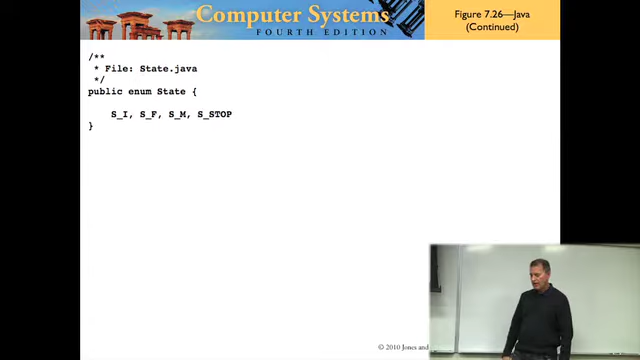 Computer Systems
FOURTH EDITION
Figure 7.26—Java
(Continued)
/**
 * File: State.java
 */
public enum State {
S_I, S_F, S_M, S_STOP
}
© 2010 Jones and